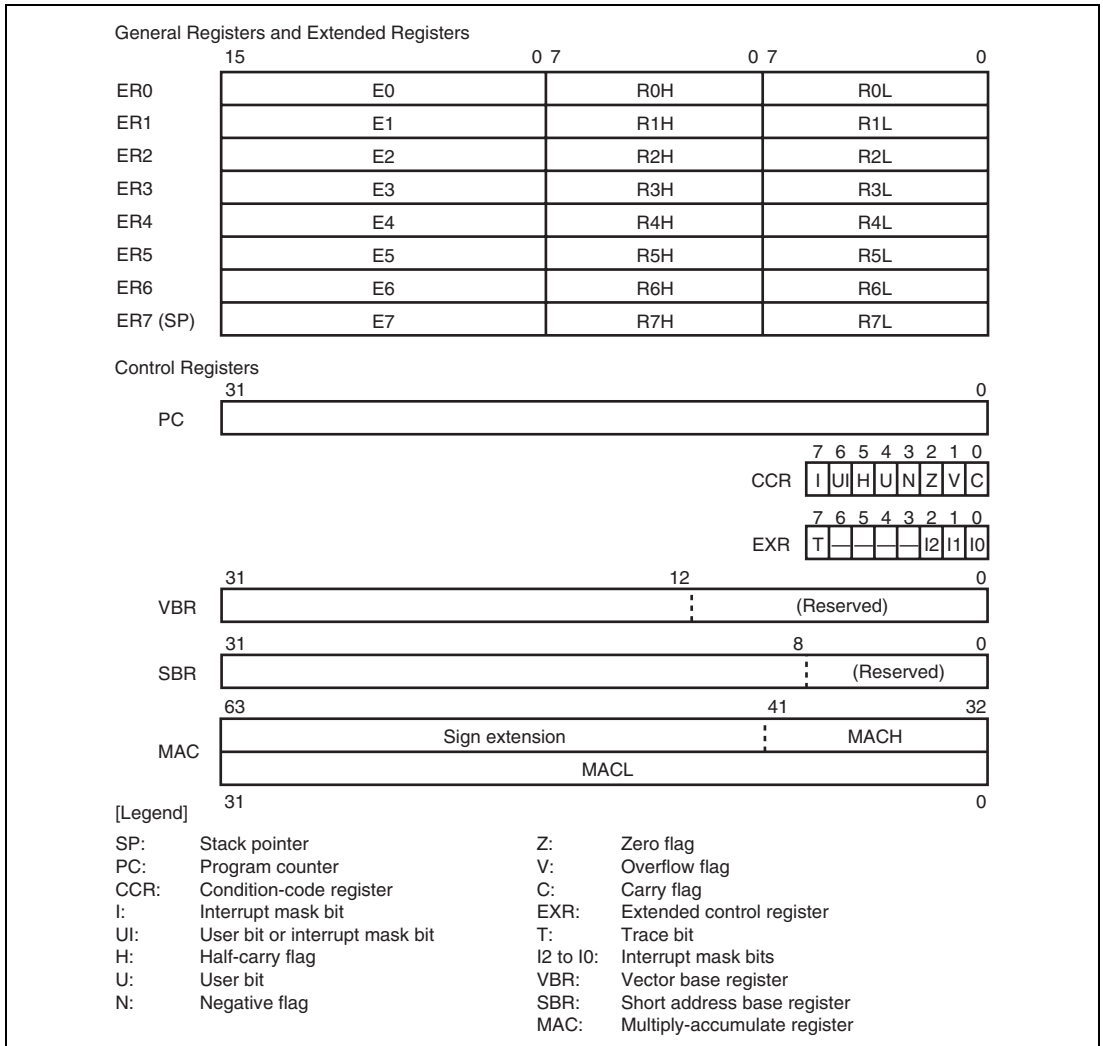 General Registers and Extended Registers
15 0 7 0 7 0
ER0 E0 R0H R0L
ER1 E1 R1H R1L
ER2 E2 R2H R2L
ER3 E3 R3H R3L
ER4 E4 R4H R4L
ER5 E5 R5H R5L
ER6 E6 R6H R6L
ER7 (SP) E7 R7H R7L
Control Registers
31 0
PC
7 6 5 4 3 2 1 0
CCR I UI H U N Z V C
7 6 5 4 3 2 1 0
EXR T — — — — I2 I1 I0
31 12 0
VBR (Reserved)
31 8 0
SBR (Reserved)
63 41 32
MAC Sign extension MACH
MACL
31 0
[Legend]
SP: Stack pointer
PC: Program counter
CCR: Condition-code register
I: Interrupt mask bit
UI: User bit or interrupt mask bit
H: Half-carry flag
U: User bit
N: Negative flag
Z: Zero flag
V: Overflow flag
C: Carry flag
EXR: Extended control register
T: Trace bit
I2 to I0: Interrupt mask bits
VBR: Vector base register
SBR: Short address base register
MAC: Multiply-accumulate register